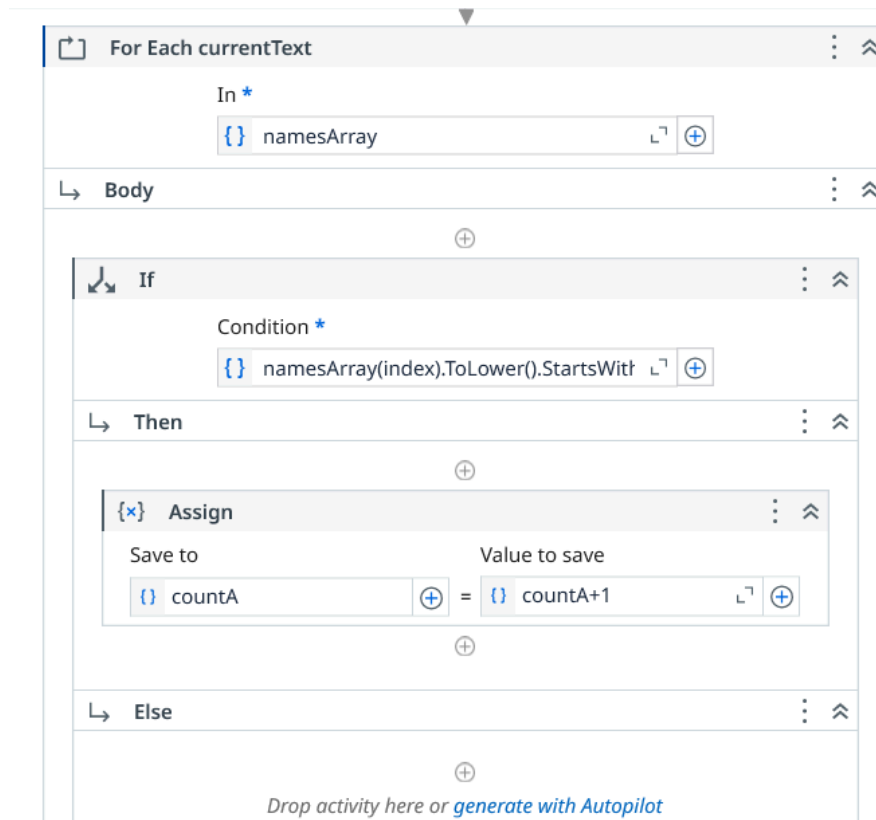 For Each currentText
In *
{} namesArray
Body
If
Condition *
{} namesArray(index).ToLower().StartsWith
Then
{x} Assign
Save to Value to save
{} countA = {} countA+1
Else
Drop activity here or generate with Autopilot